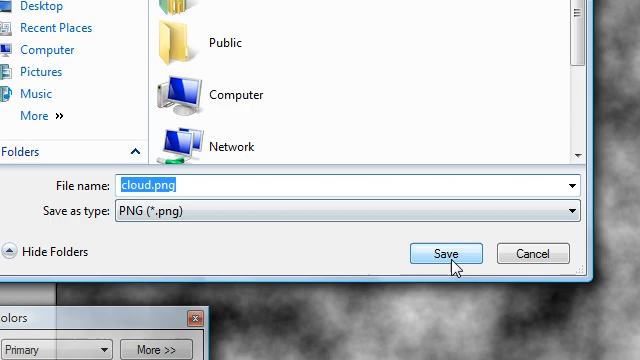 Desktop
Recent Places
Public
Computer
Pictures
Computer
Music
More »
Network
Folders
File name: cloud.png
Save as type: PNG (*.png)
Hide Folders
Save
Cancel
olors
Primary
More >>